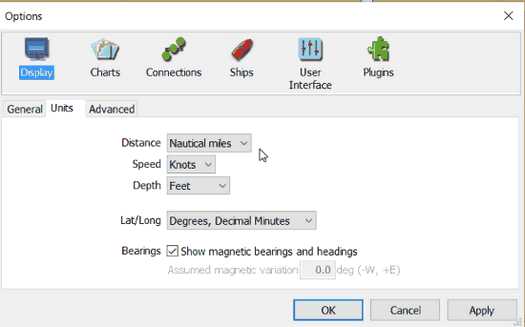 Options
Display
Charts
Connections
Ships
User
Interface
Plugins
General Units Advanced
Distance Nautical miles
Speed Knots
Depth Feet
Lat/Long Degrees, Decimal Minutes
Bearings Show magnetic bearings and headings
Assumed magnetic variation 0.0 deg (-W, +E)
OK Cancel Apply